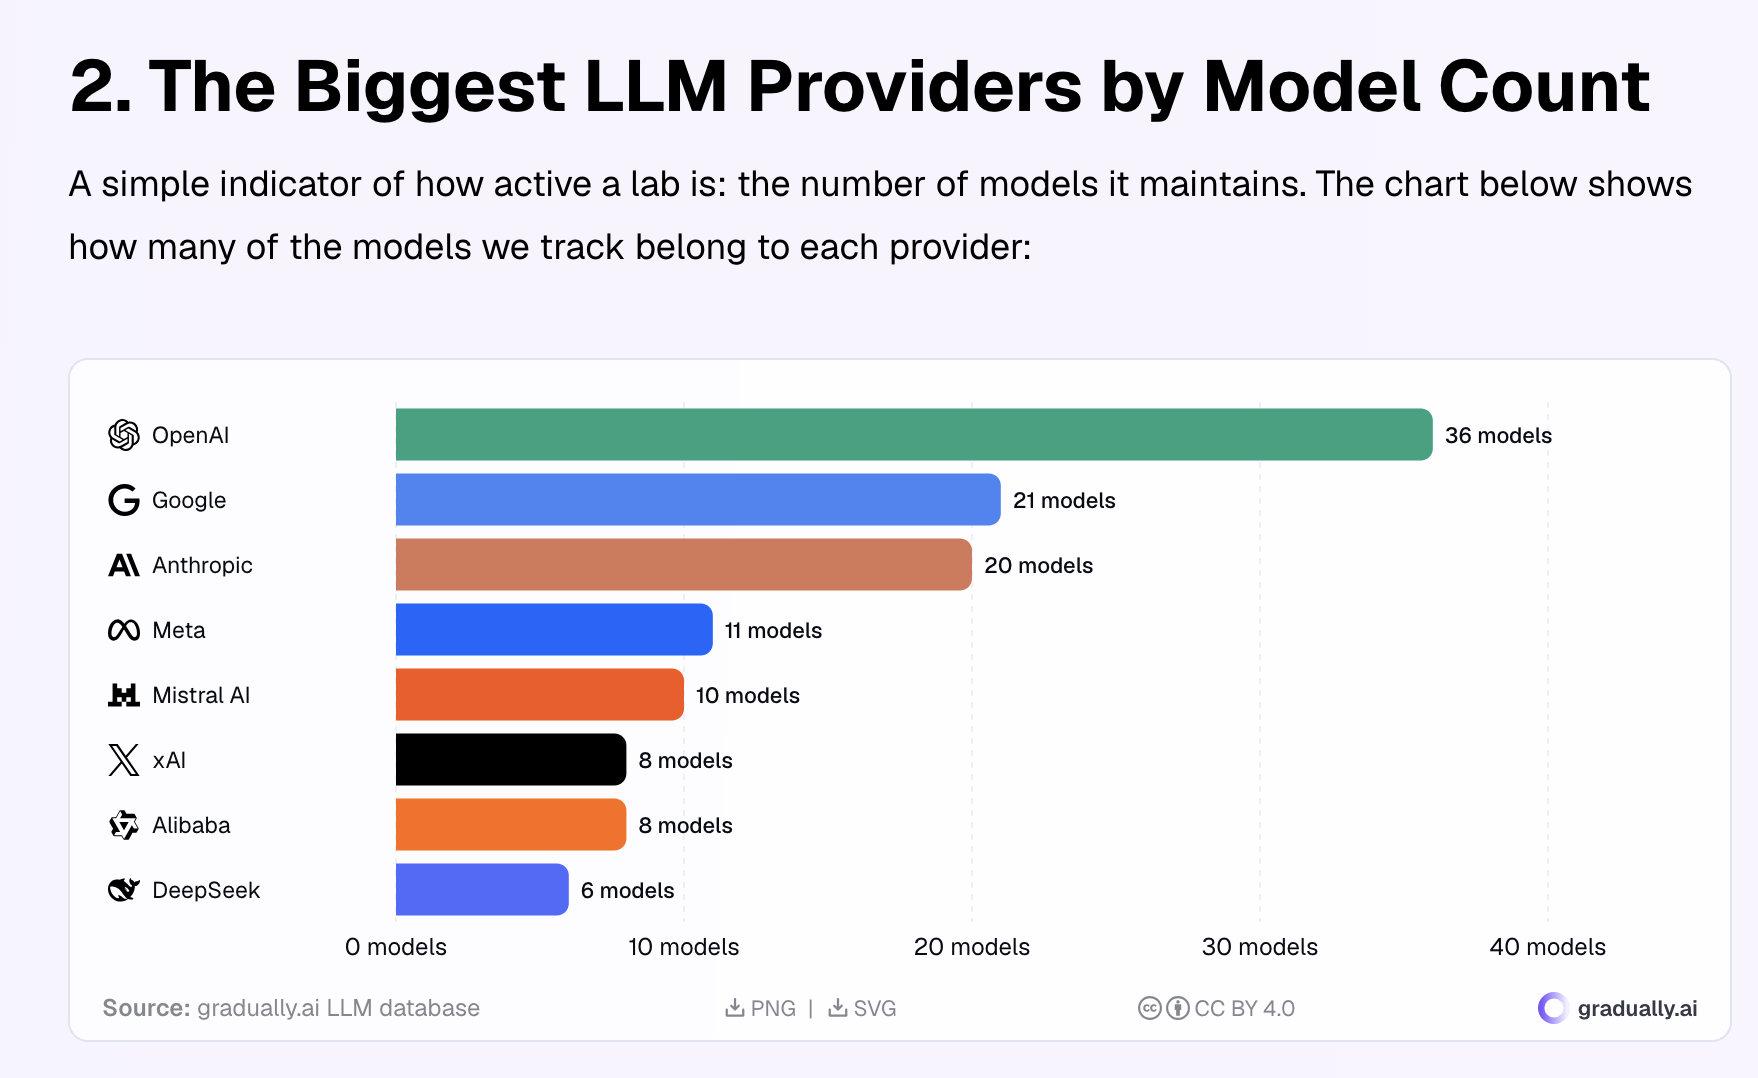 2. The Biggest LLM Providers by Model Count
A simple indicator of how active a lab is: the number of models it maintains. The chart below shows
how many of the models we track belong to each provider:
OpenAI 36 models
Google 21 models
Anthropic 20 models
Meta 11 models
Mistral AI 10 models
xAI 8 models
Alibaba 8 models
DeepSeek 6 models
0 models 10 models 20 models 30 models 40 models
Source: gradually.ai LLM database PNG | SVG cc CC BY 4.0 gradually.ai